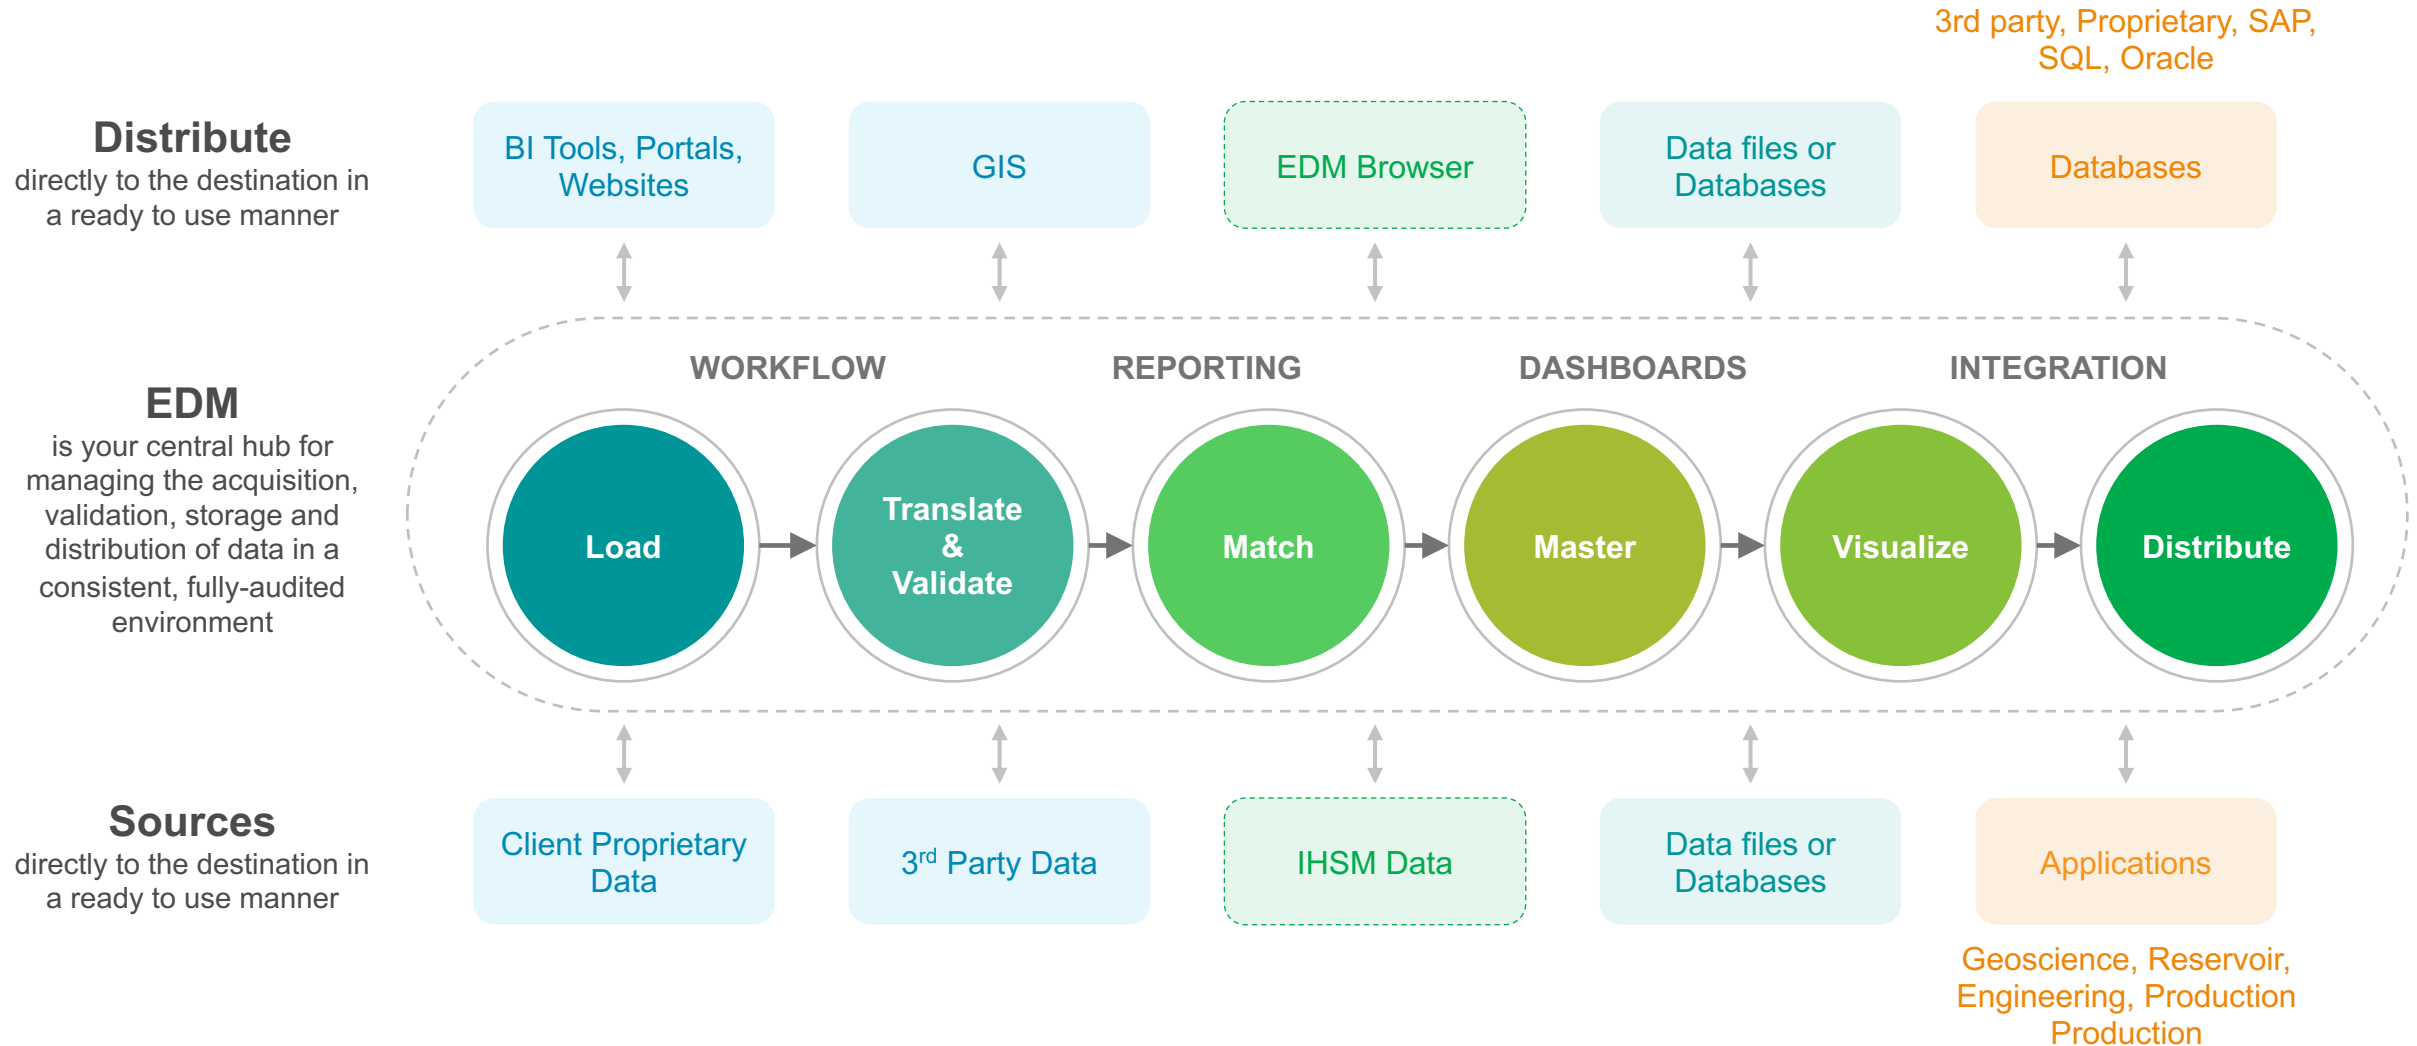 3rd party, Proprietary, SAP,
SQL, Oracle
Distribute
directly to the destination in
a ready to use manner
BI Tools, Portals,
Websites
GIS
EDM Browser
Data files or
Databases
Databases
EDM
is your central hub for
managing the acquisition,
validation, storage and
distribution of data in a
consistent, fully-audited
environment
WORKFLOW
REPORTING
DASHBOARDS
INTEGRATION
Load
Translate
&
Validate
Match
Master
Visualize
Distribute
Sources
directly to the destination in
a ready to use manner
Client Proprietary
Data
3rd Party Data
IHSM Data
Data files or
Databases
Applications
Geoscience, Reservoir,
Engineering, Production
Production